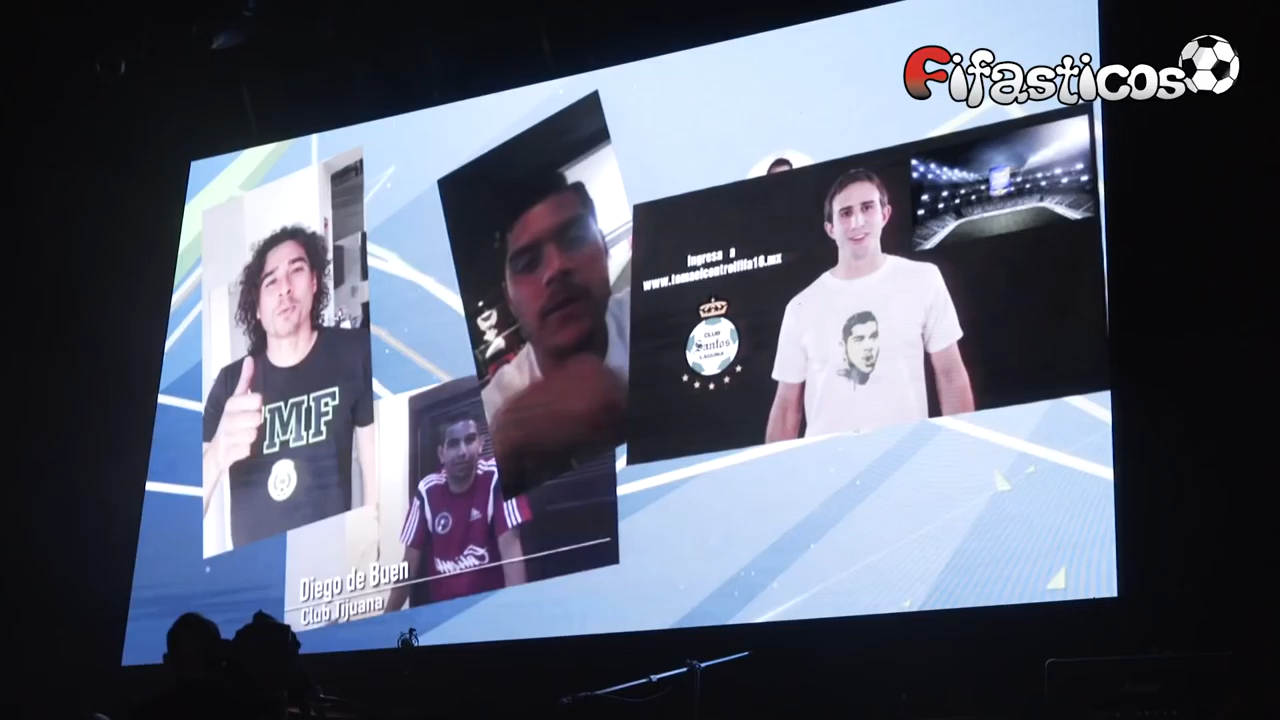 Fifasticos
Ingresa a
www.tomaelcontrolfifa16.mx
CLUB
Santos
LAGUNA
MF
Diego de Buen
Club Tijuana